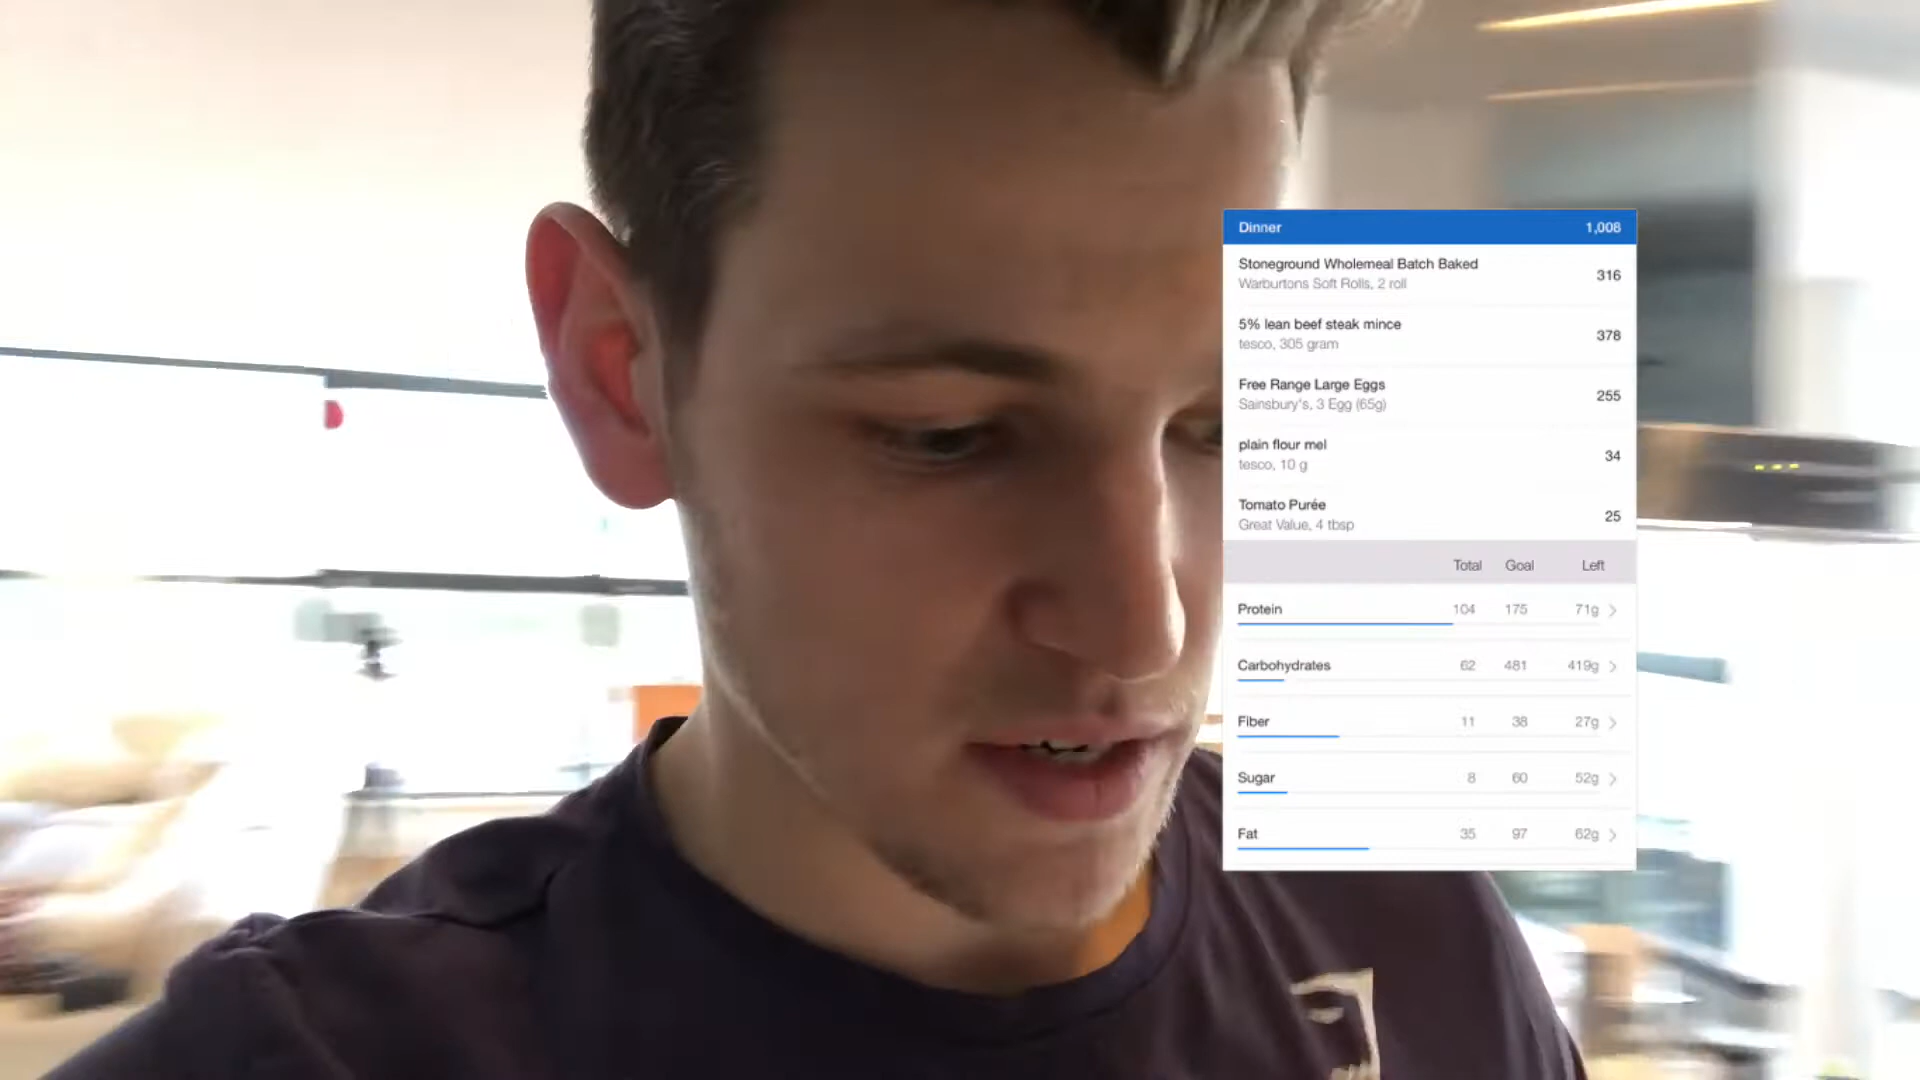 Dinner 1,008
Stoneground Wholemeal Batch Baked
Warburtons Soft Rolls, 2 roll 316
5% lean beef steak mince
tesco, 305 gram 378
Free Range Large Eggs
Sainsbury's, 3 Egg (65g) 255
plain flour mel
tesco, 10 g 34
Tomato Purée
Great Value, 4 tbsp 25
Total Goal Left
Protein 104 175 71g
Carbohydrates 62 481 419g
Fiber 11 38 27g
Sugar 8 60 52g
Fat 35 97 62g